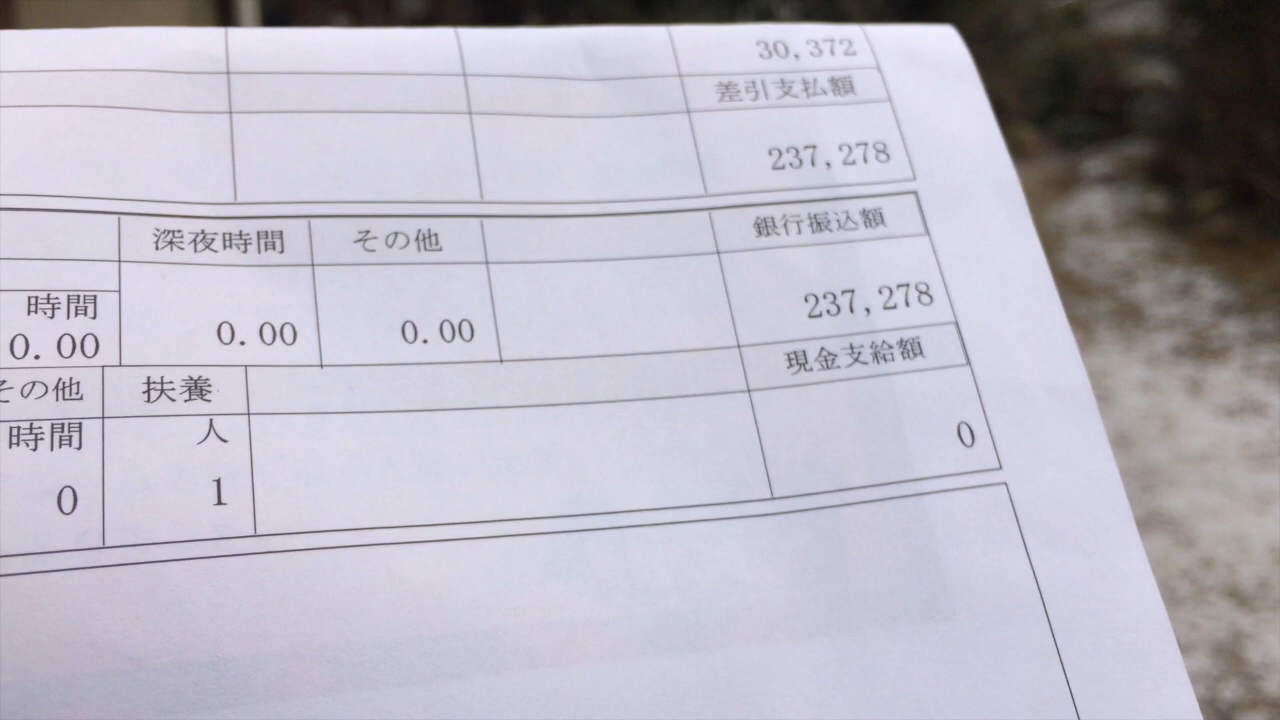 30,372
差引支払額
237,278
深夜時間 その他 銀行振込額
時間
0.00 0.00 0.00 237,278
その他 扶養 現金支給額
時間 人
0 1 0